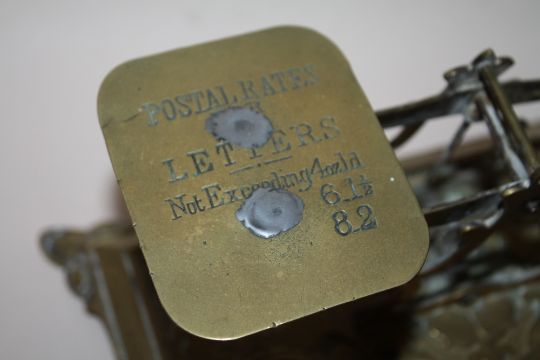 POSTAL RATES
LETTERS
Not Exceeding 4oz 1d
6. 1½
8. 2